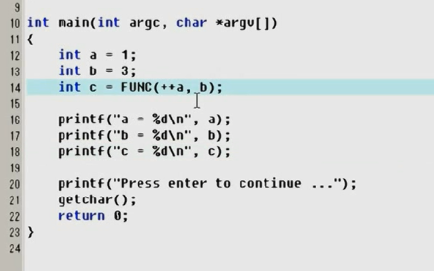 9
10 int main(int argc, char *argv[])
11 {
12 int a = 1;
13 int b = 3;
14 int c = FUNC(++a, b);
15
16 printf("a = %d\n", a);
17 printf("b = %d\n", b);
18 printf("c = %d\n", c);
19
20 printf("Press enter to continue ...");
21 getchar();
22 return 0;
23 }
24